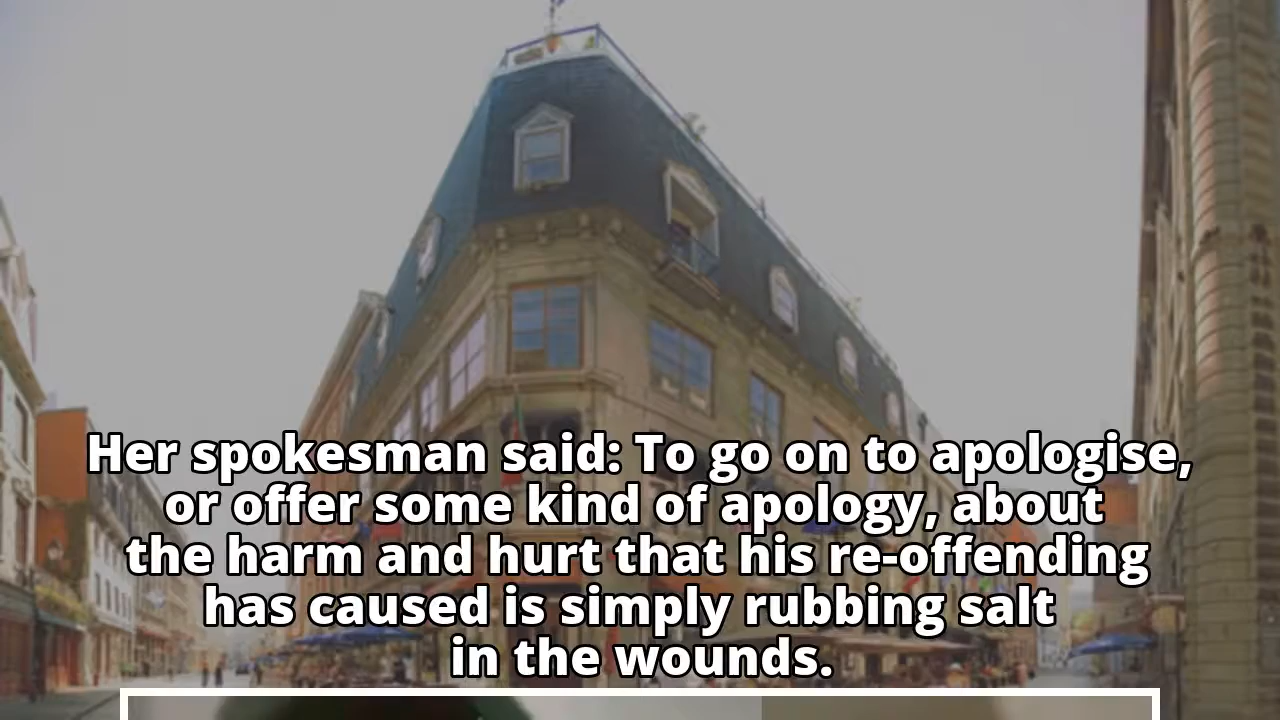 Her spokesman said: To go on to apologise,
or offer some kind of apology, about
the harm and hurt that his re-offending
has caused is simply rubbing salt
in the wounds.